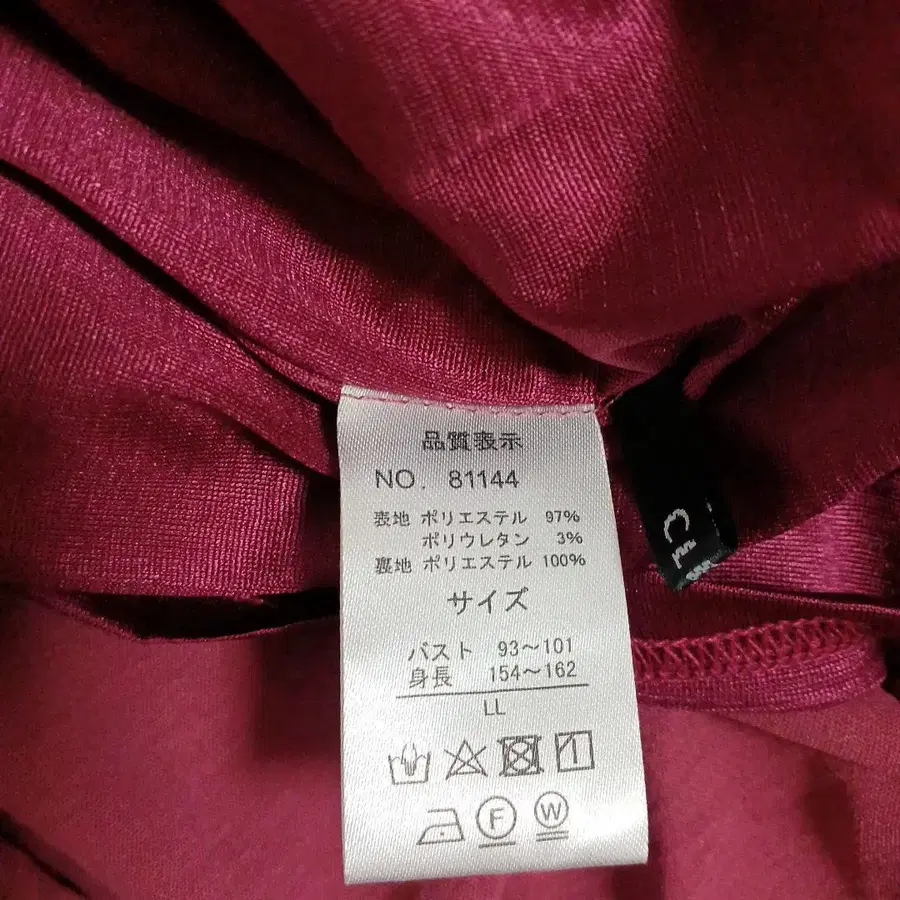 品質表示
NO. 81144
表地 ポリエステル 97%
ポリウレタン 3%
裏地 ポリエステル 100%
サイズ
バスト 93～101
身長 154～162
LL
F
W